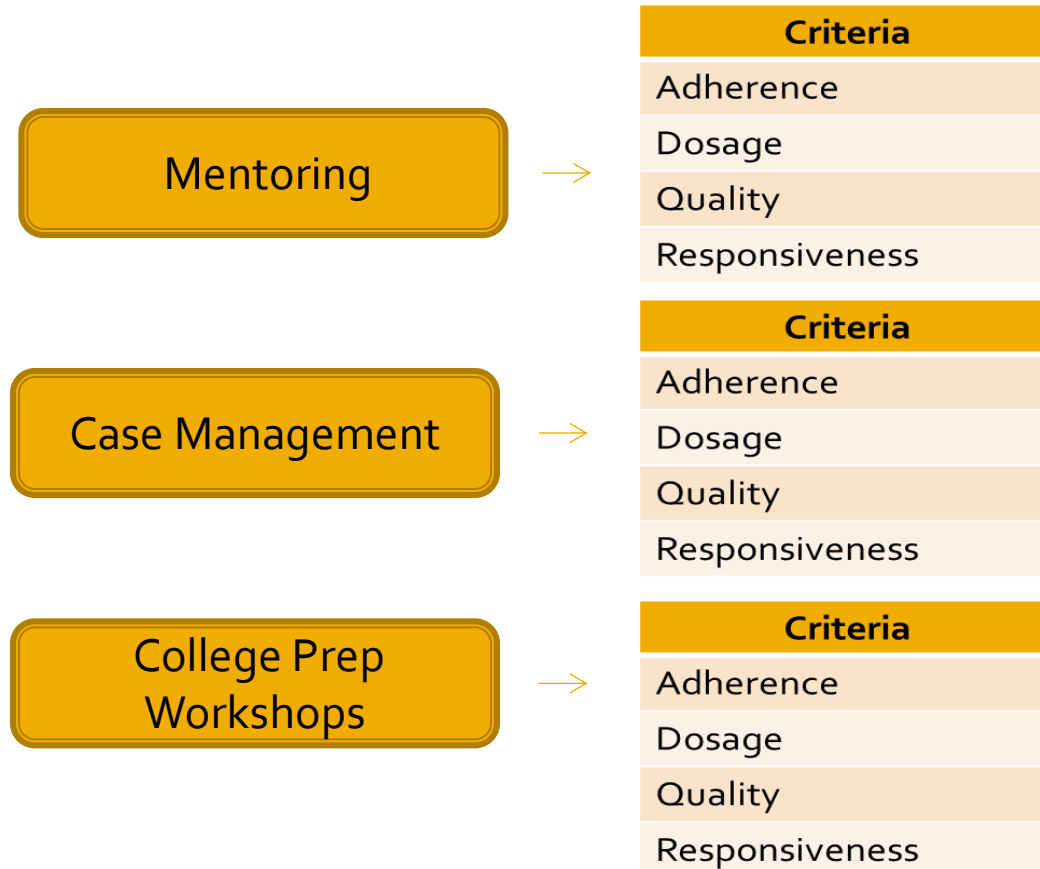 Mentoring
Criteria
Adherence
Dosage
Quality
Responsiveness
Case Management
Criteria
Adherence
Dosage
Quality
Responsiveness
College Prep
Workshops
Criteria
Adherence
Dosage
Quality
Responsiveness